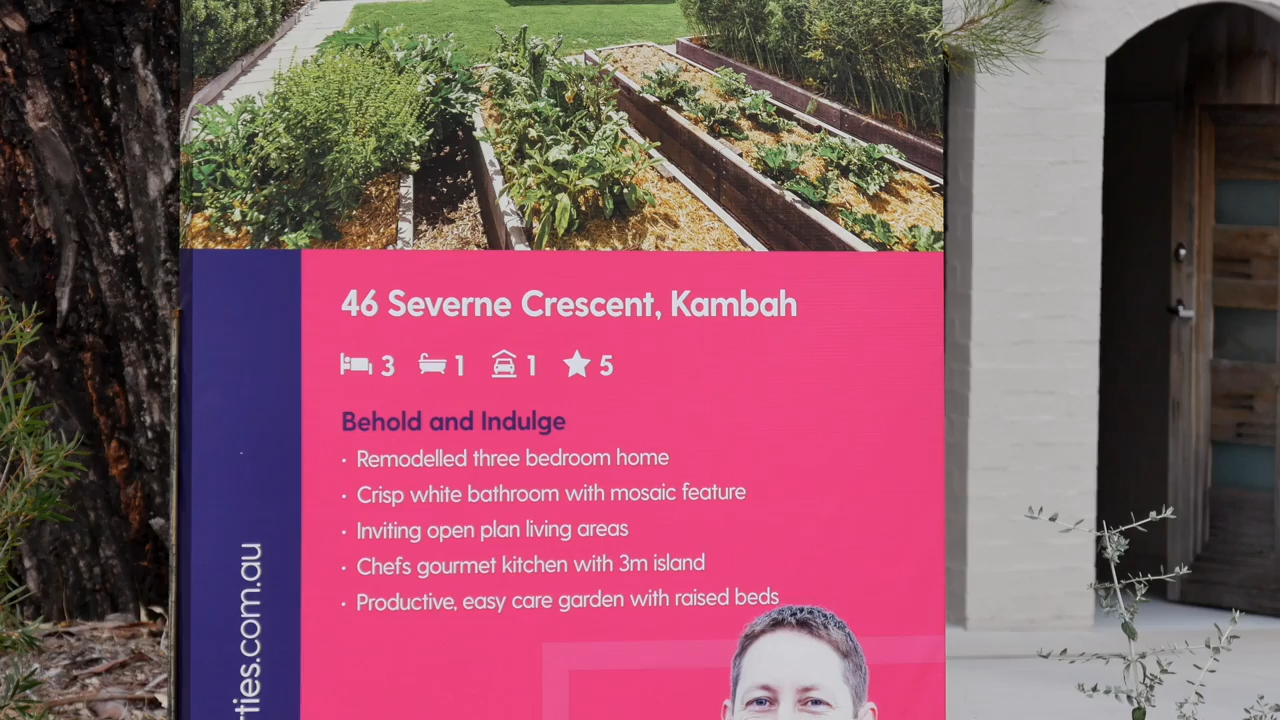 46 Severne Crescent, Kambah
3 1 1 5
Behold and Indulge
· Remodelled three bedroom home
· Crisp white bathroom with mosaic feature
· Inviting open plan living areas
· Chefs gourmet kitchen with 3m island
· Productive, easy care garden with raised beds
rties.com.au